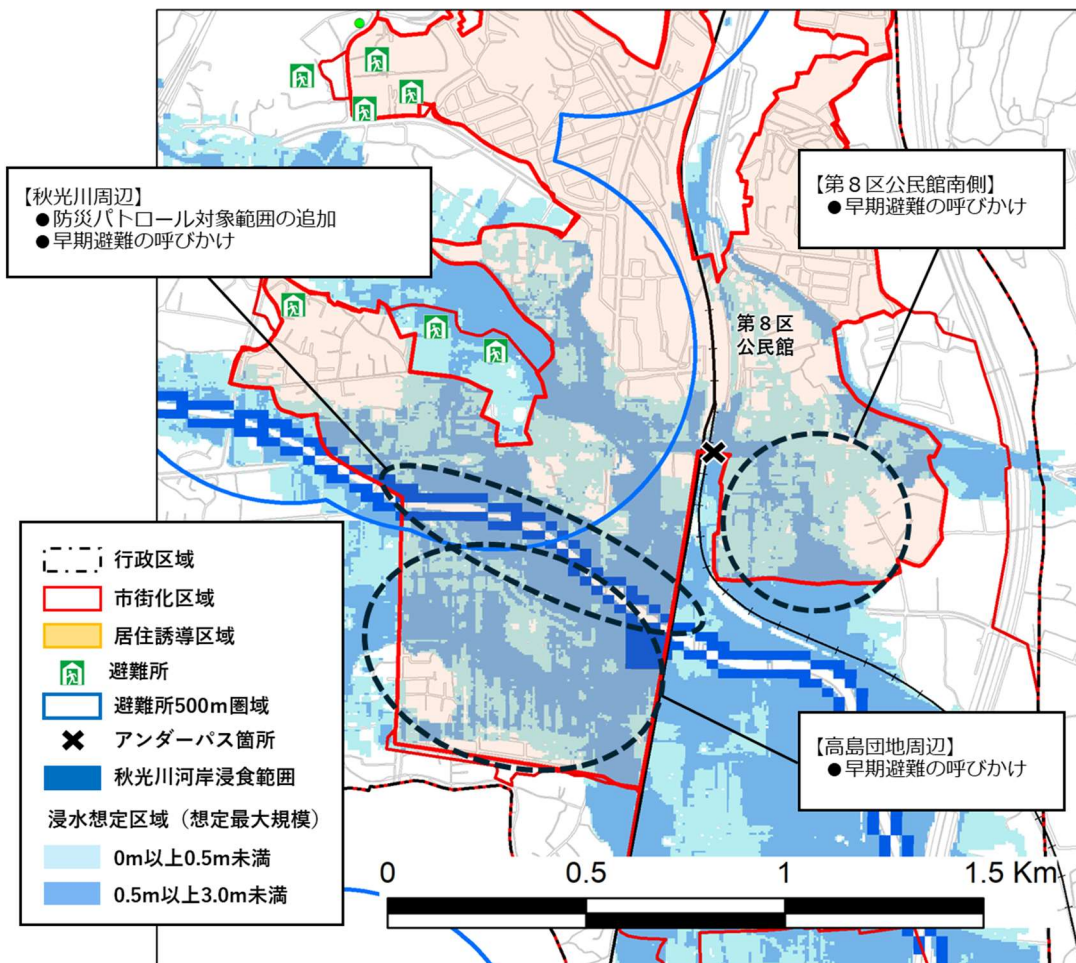 【秋光川周辺】
●防災パトロール対象範囲の追加
●早期避難の呼びかけ
【第８区公民館南側】
●早期避難の呼びかけ
第８区
公民館
行政区域
市街化区域
居住誘導区域
避難所
避難所500m圏域
アンダーパス箇所
秋光川河岸浸食範囲
浸水想定区域（想定最大規模）
0m以上0.5m未満
0.5m以上3.0m未満
【高島団地周辺】
●早期避難の呼びかけ
0 0.5 1 1.5 Km